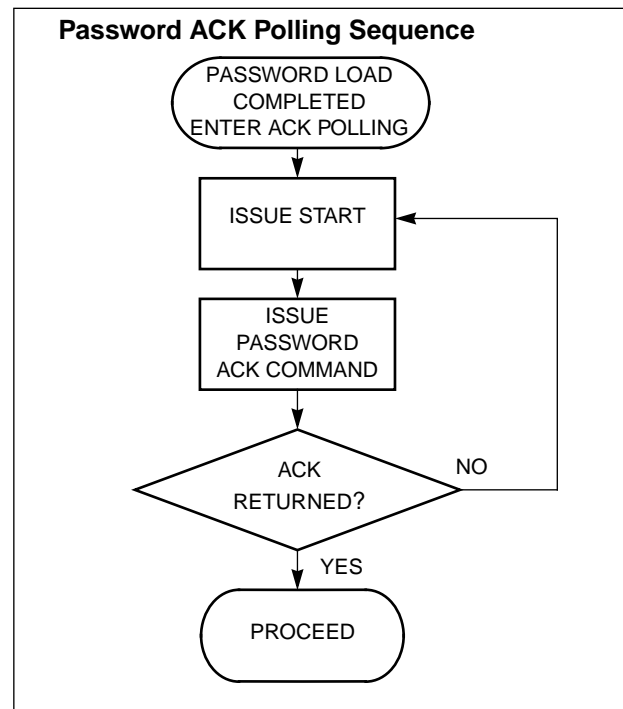 Password ACK Polling Sequence
PASSWORD LOAD
COMPLETED
ENTER ACK POLLING
ISSUE START
ISSUE
PASSWORD
ACK COMMAND
ACK
RETURNED?
NO
YES
PROCEED